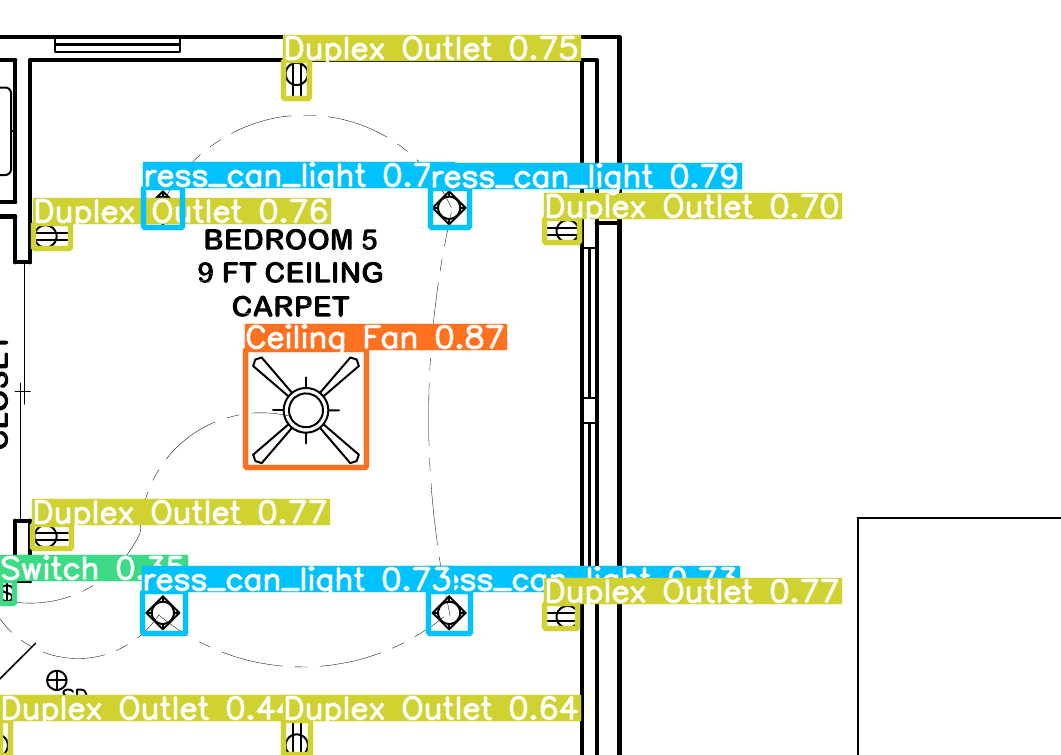 Duplex Outlet 0.75
ress_can_light 0.7
ress_can_light 0.79
Duplex Outlet 0.76
Duplex Outlet 0.70
BEDROOM 5
9 FT CEILING
CARPET
Ceiling Fan 0.87
CLOSET
Duplex Outlet 0.77
Switch 0.35
ress_can_light 0.73
ess_can_light 0.73
Duplex Outlet 0.77
SD
Duplex Outlet 0.4
Duplex Outlet 0.64